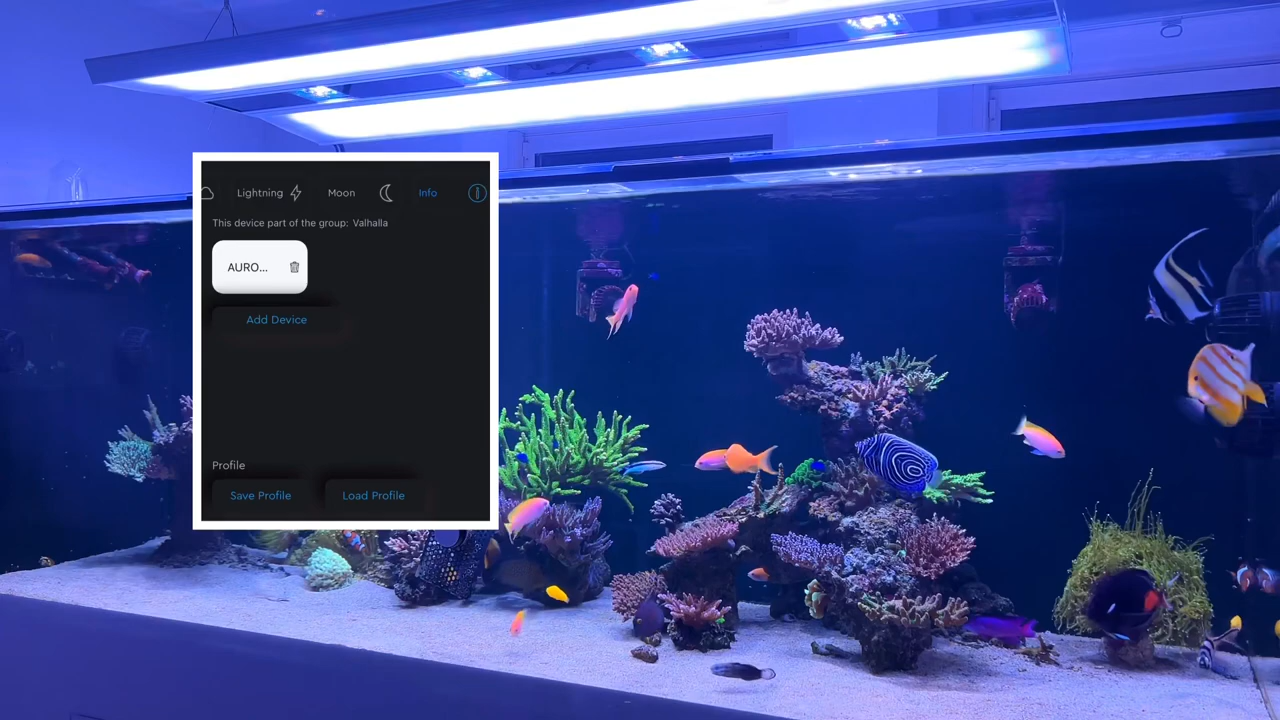 Lightning Moon Info
This device part of the group: Valhalla
AURO...
Add Device
Profile
Save Profile Load Profile